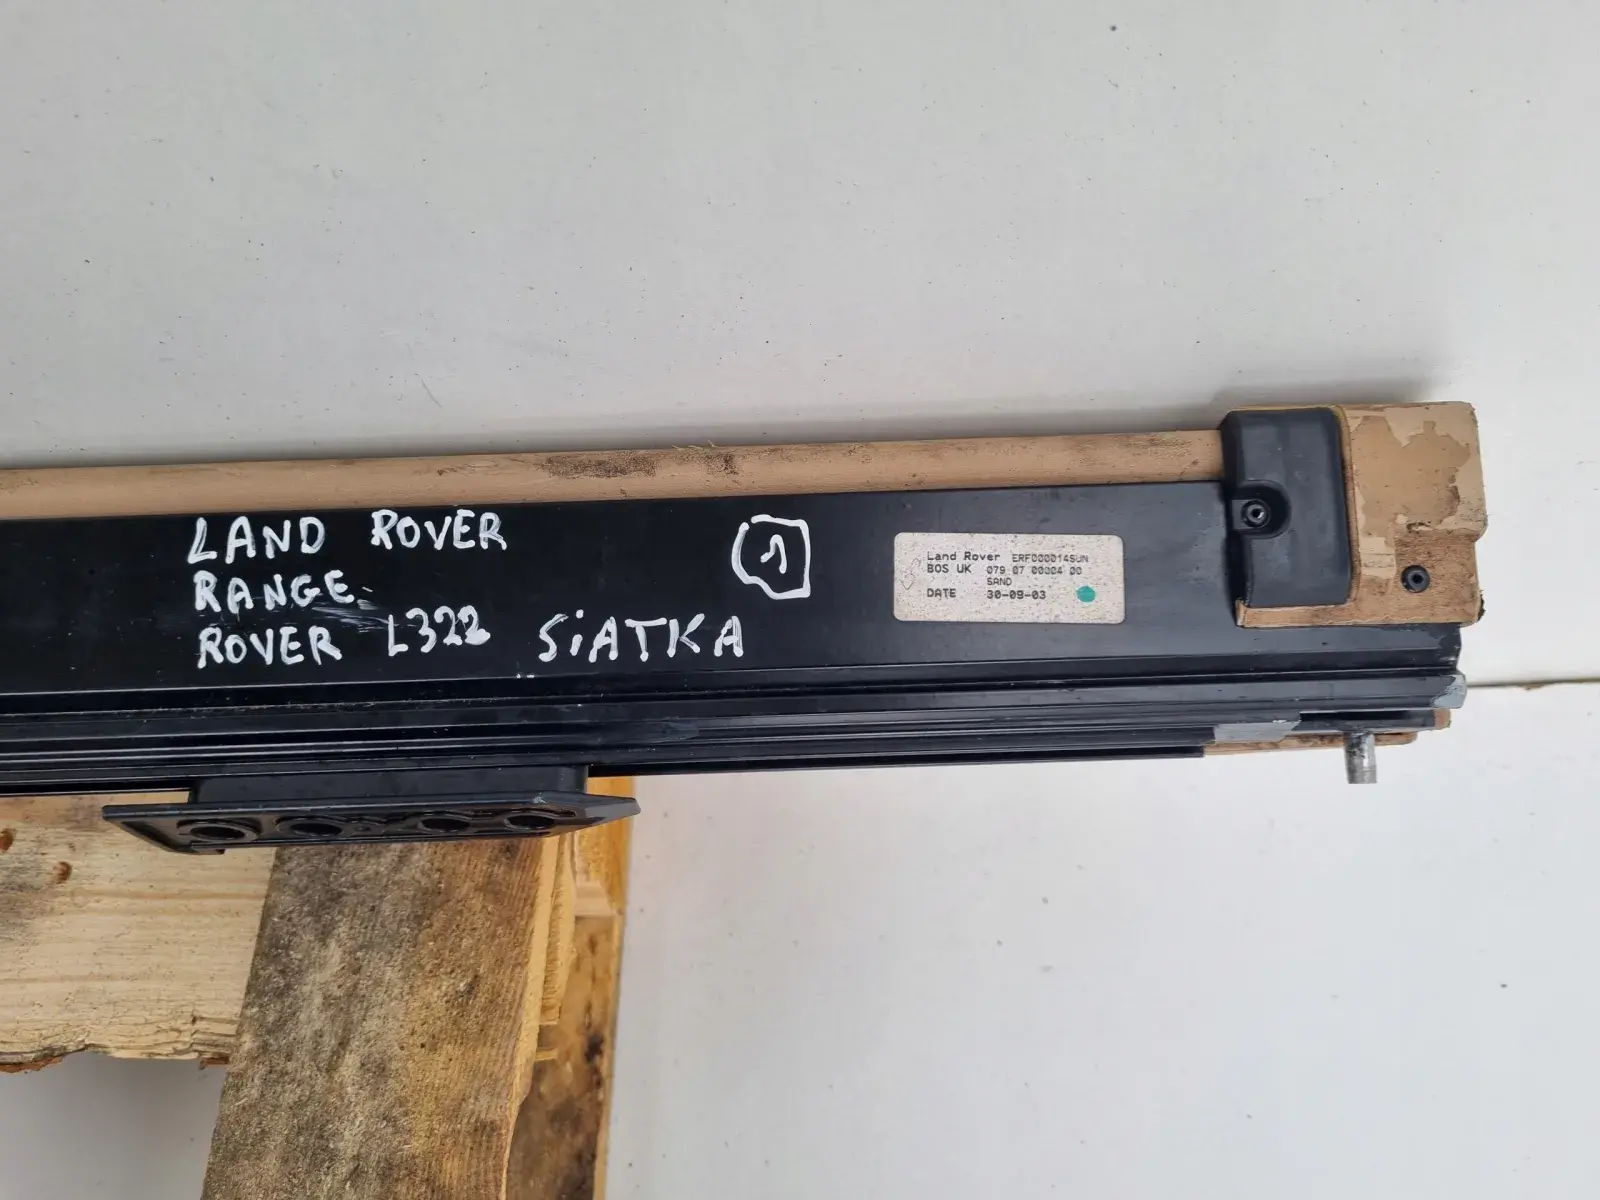 LAND ROVER
RANGE
ROVER L322 SiATKA
1
Land Rover ERF000014SUN
BOS UK 079 07 00004 00
SAND
DATE 30-09-03